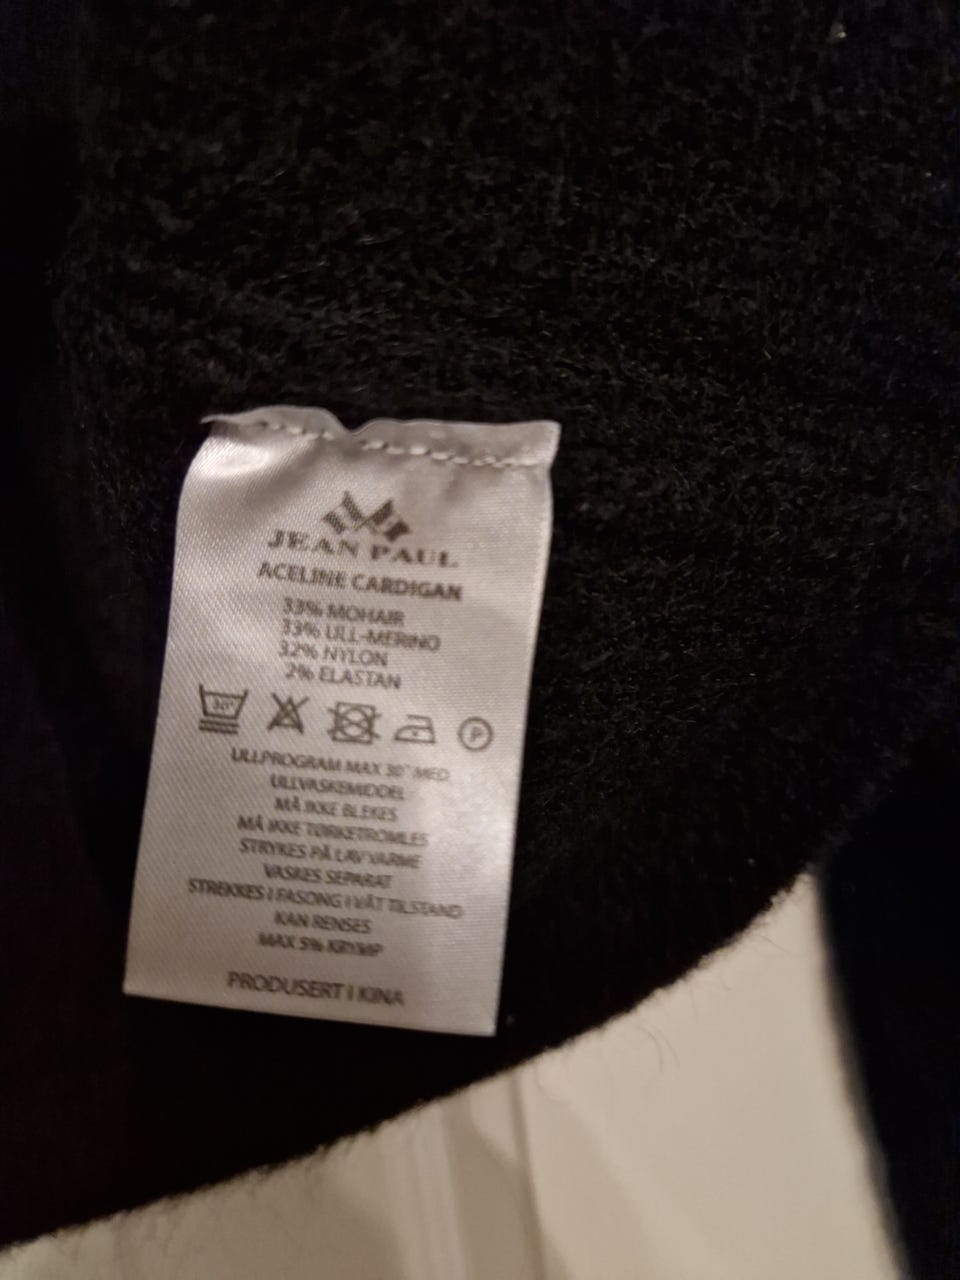 JEAN PAUL
ACELINE CARDIGAN
33% MOHAIR
33% ULL-MERINO
32% NYLON
2% ELASTAN
30° P
ULLPROGRAM MAX 30° MED
ULLVASKEMIDDEL
MÅ IKKE BLEKES
MÅ IKKE TØRKETROMLES
STRYKES PÅ LAV VARME
VASKES SEPARAT
STREKKES I FASONG I VÅT TILSTAND
KAN RENSES
MAX 5% KRYMP
PRODUSERT I KINA